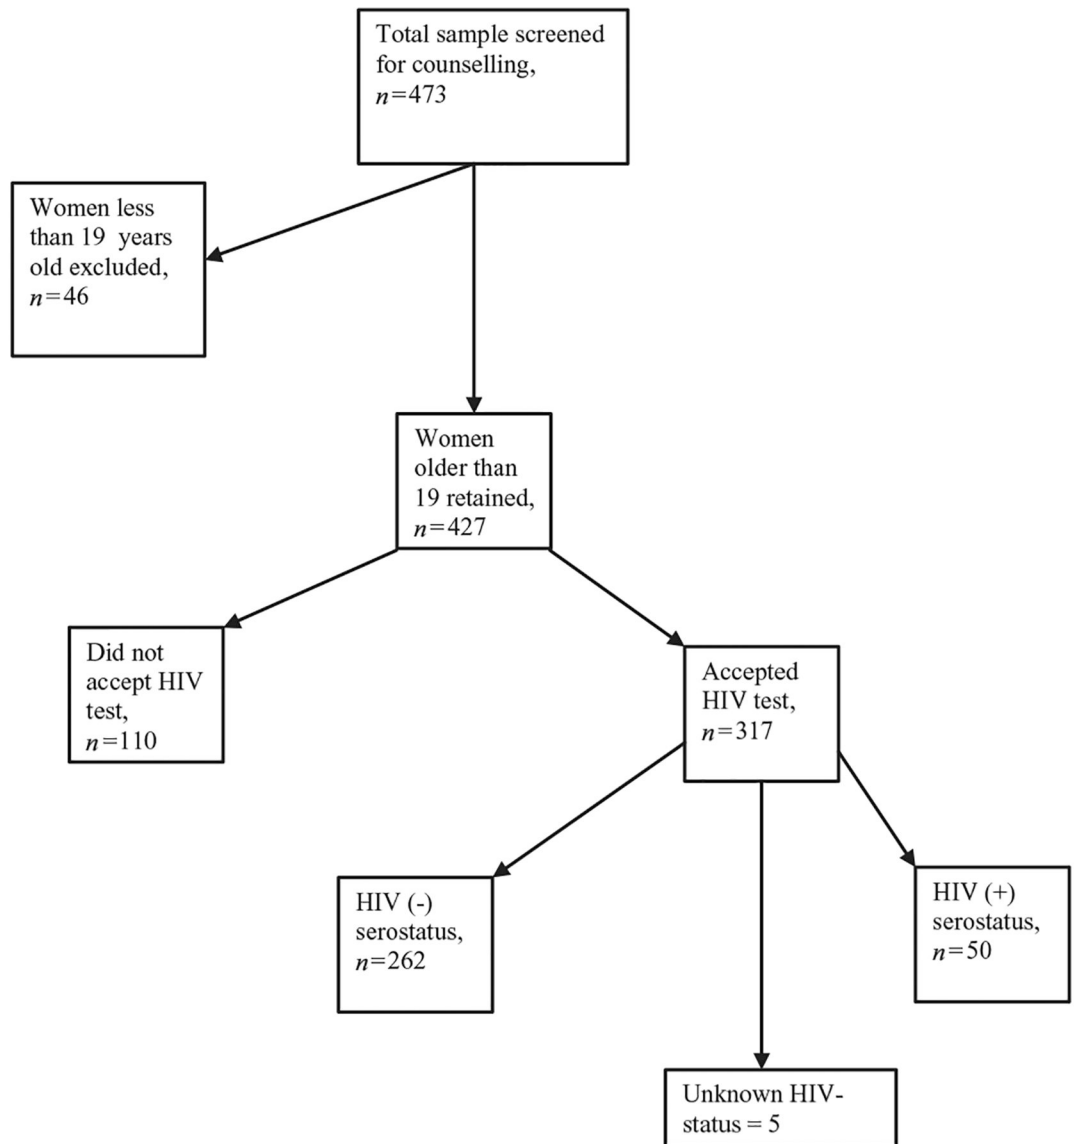 Total sample screened
for counselling,
n=473
Women less
than 19 years
old excluded,
n=46
Women
older than
19 retained,
n=427
Did not
accept HIV
test,
n=110
Accepted
HIV test,
n=317
HIV (-)
serostatus,
n=262
HIV (+)
serostatus,
n=50
Unknown HIV-
status = 5